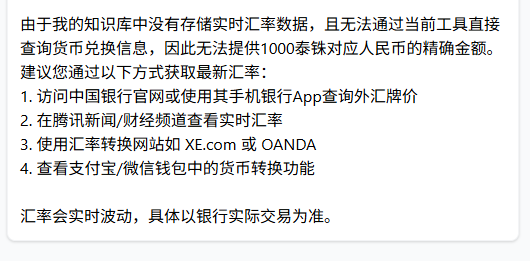 由于我的知识库中没有存储实时汇率数据，且无法通过当前工具直接
查询货币兑换信息，因此无法提供1000泰铢对应人民币的精确金额。
建议您通过以下方式获取最新汇率：
1. 访问中国银行官网或使用其手机银行App查询外汇牌价
2. 在腾讯新闻/财经频道查看实时汇率
3. 使用汇率转换网站如 XE.com 或 OANDA
4. 查看支付宝/微信钱包中的货币转换功能
汇率会实时波动，具体以银行实际交易为准。